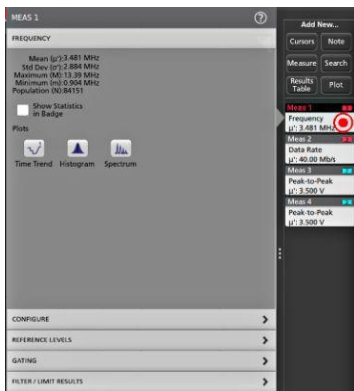 MEAS 1
?
FREQUENCY
Mean (µ'):3.481 MHz
Std Dev (σ'):2.884 MHz
Maximum (M):13.39 MHz
Minimum (m):0.904 MHz
Population (N):84151
Show Statistics
in Badge
Plots
Time Trend Histogram Spectrum
CONFIGURE
REFERENCE LEVELS
GATING
FILTER / LIMIT RESULTS
Add New...
Cursors Note
Measure Search
Results
Table
Plot
Meas 1
Frequency
µ': 3.481 MHz
Meas 2
Data Rate
µ': 40.00 Mb/s
Meas 3
Peak-to-Peak
µ': 3.500 V
Meas 4
Peak-to-Peak
µ': 3.500 V